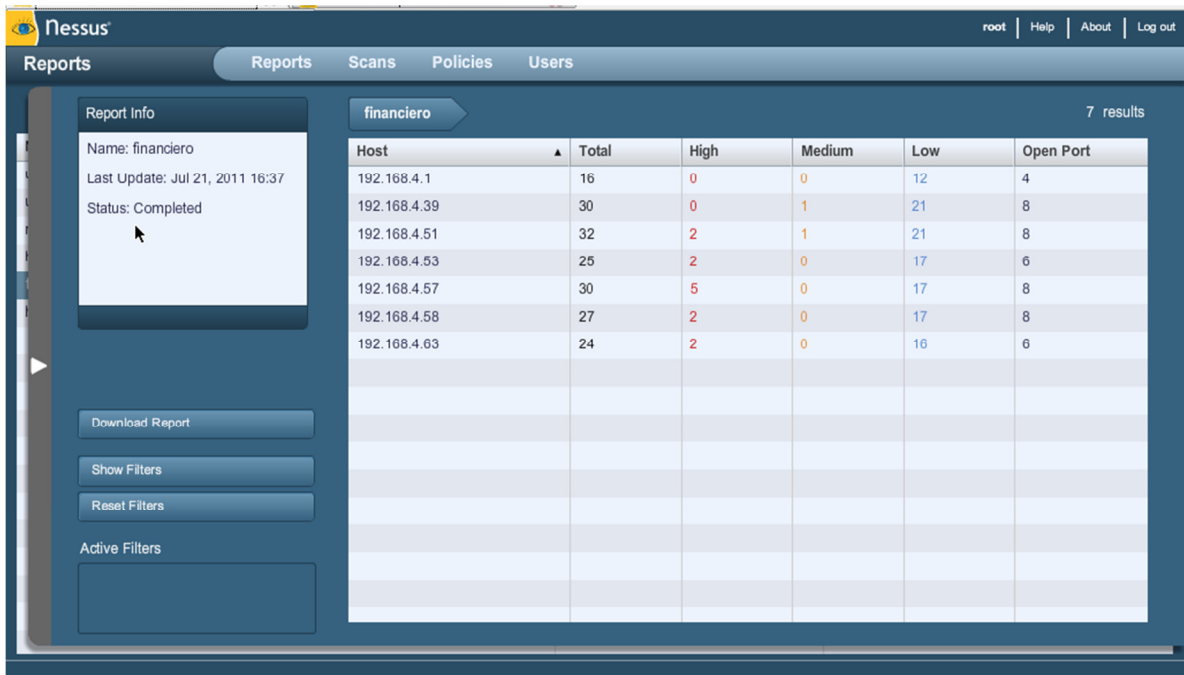 nessus
root | Help | About | Log out
Reports
Reports Scans Policies Users
Report Info
Name: financiero
Last Update: Jul 21, 2011 16:37
Status: Completed
Download Report
Show Filters
Reset Filters
Active Filters
financiero
7 results
Host Total High Medium Low Open Port
192.168.4.1 16 0 0 12 4
192.168.4.39 30 0 1 21 8
192.168.4.51 32 2 1 21 8
192.168.4.53 25 2 0 17 6
192.168.4.57 30 5 0 17 8
192.168.4.58 27 2 0 17 8
192.168.4.63 24 2 0 16 6